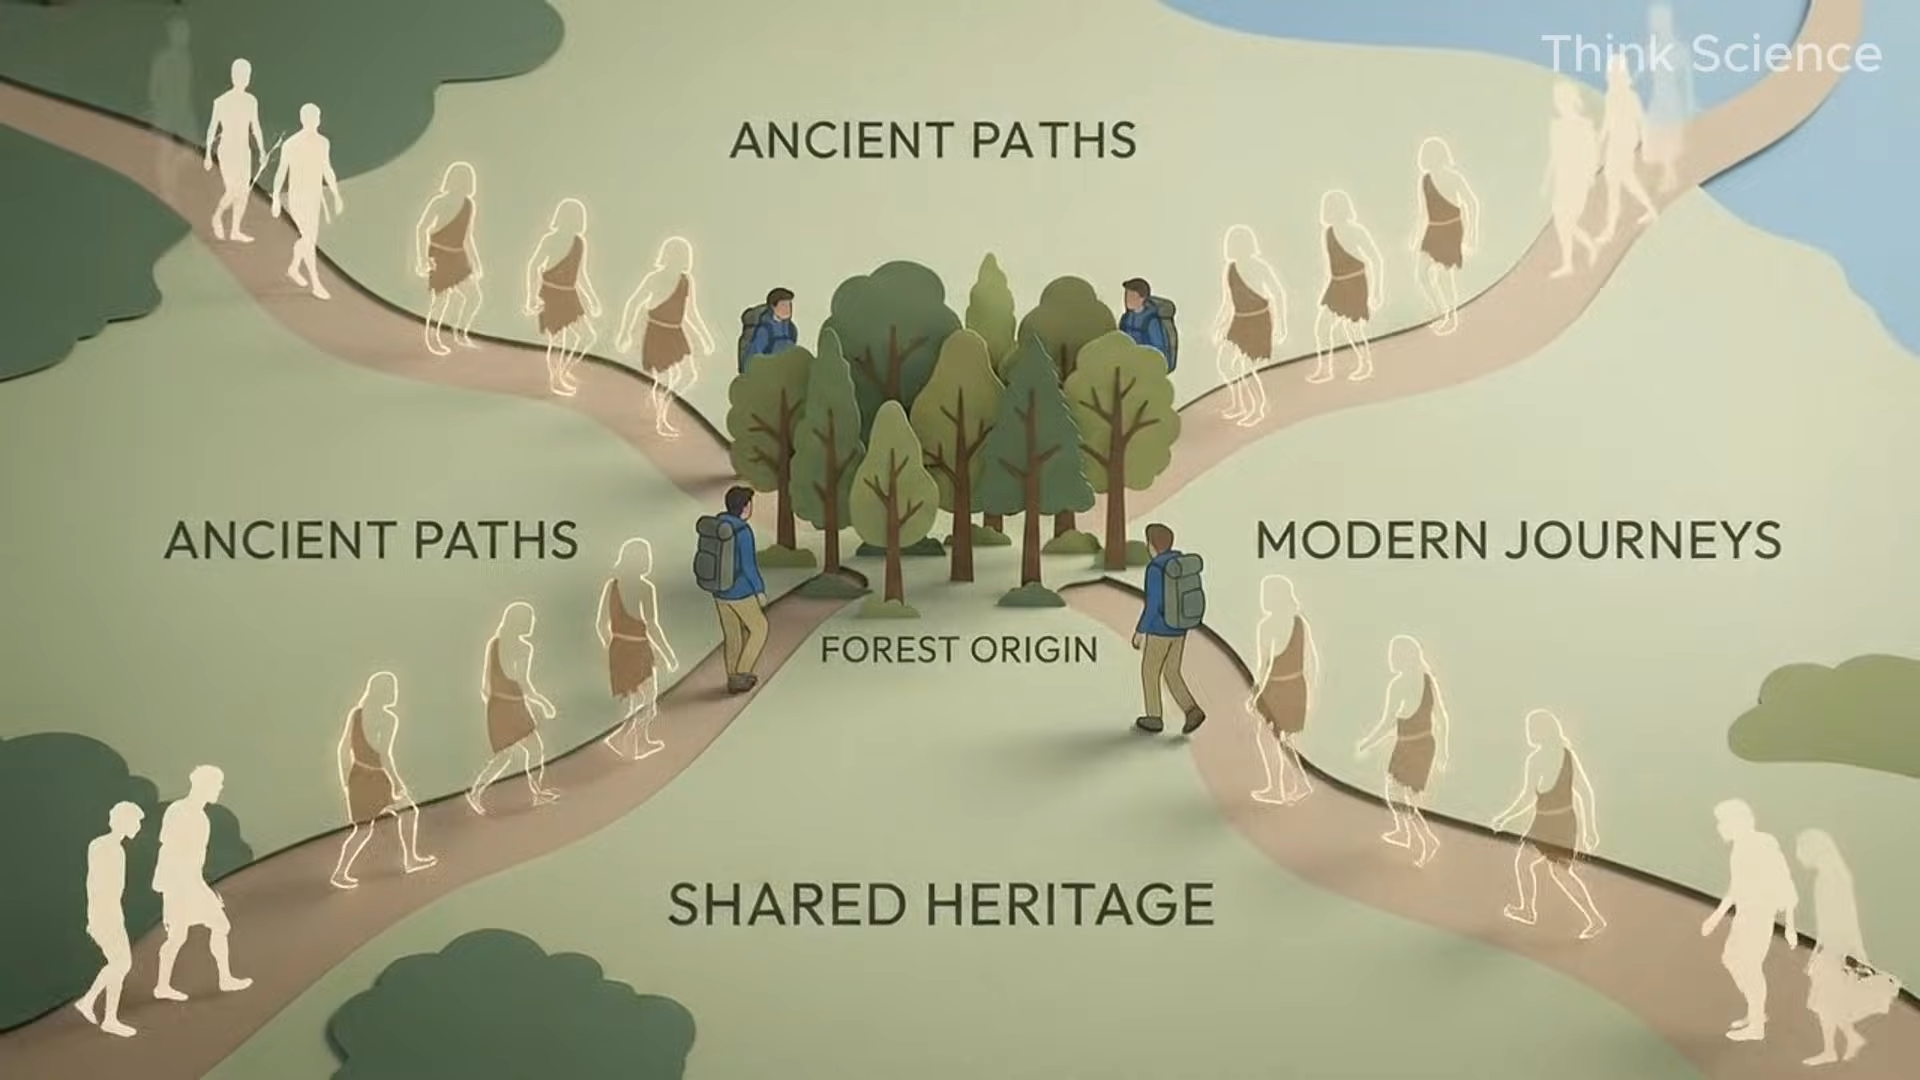 Think Science
ANCIENT PATHS
ANCIENT PATHS
MODERN JOURNEYS
FOREST ORIGIN
SHARED HERITAGE